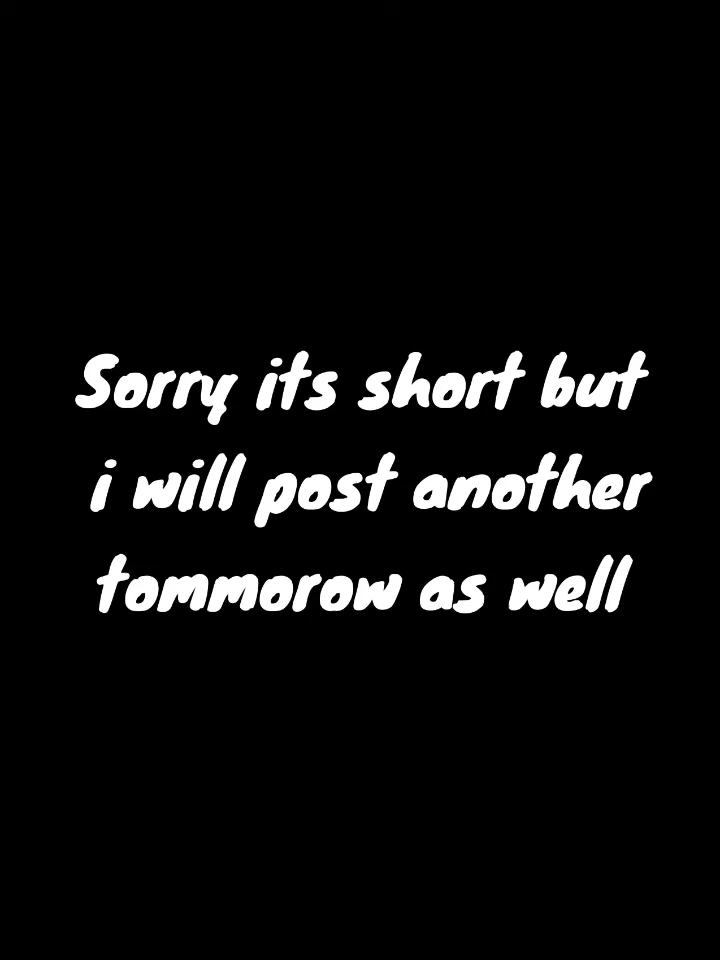 Sorry its short but
i will post another
tommorow as well